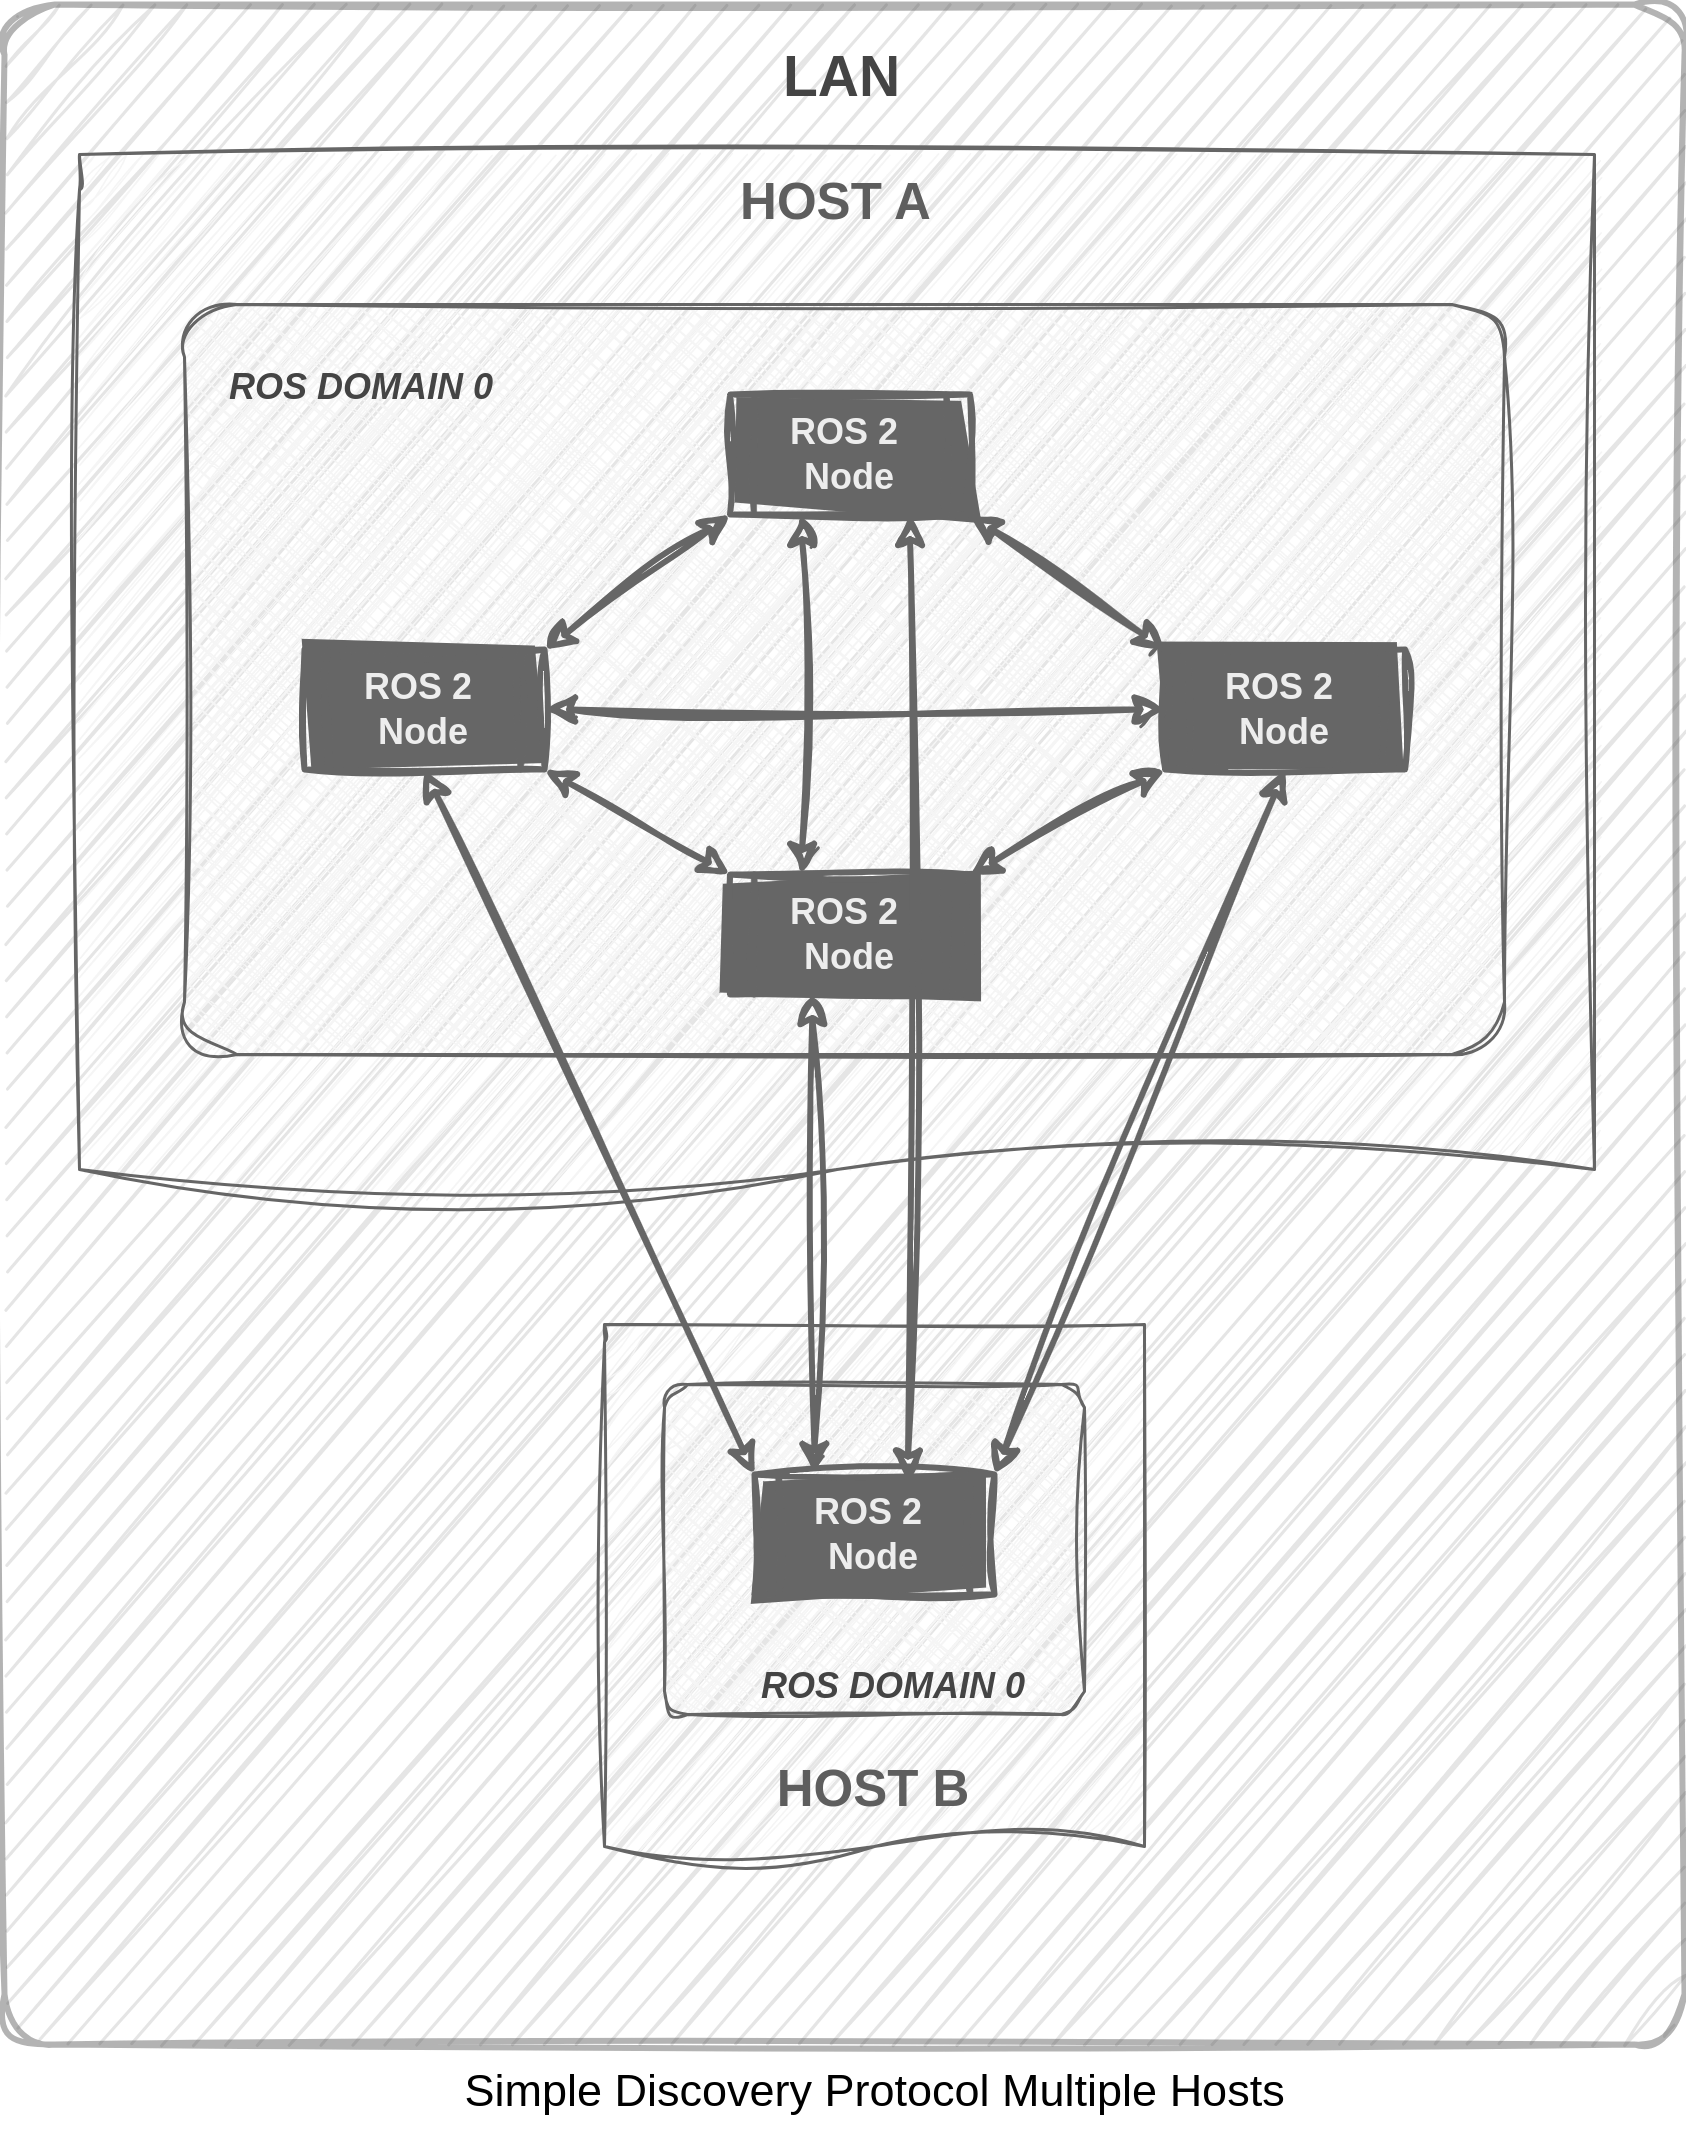 LAN
HOST A
ROS DOMAIN 0
ROS 2
Node
ROS 2
Node
ROS 2
Node
ROS 2
Node
ROS 2
Node
ROS DOMAIN 0
HOST B
Simple Discovery Protocol Multiple Hosts